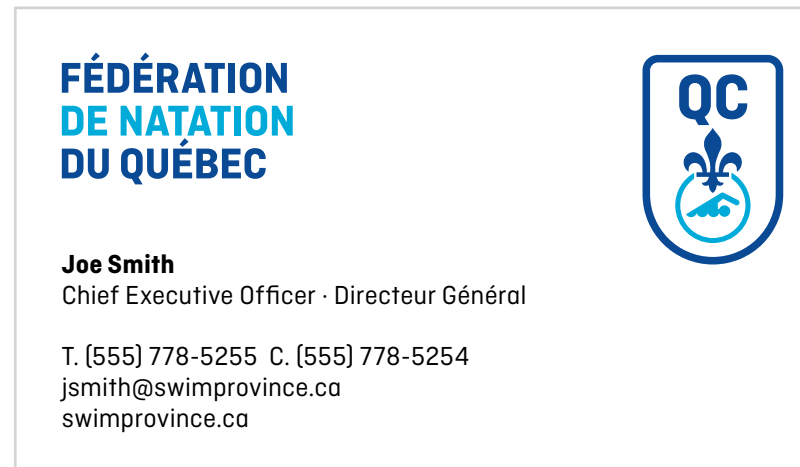 FÉDÉRATION
DE NATATION
DU QUÉBEC
QC
Joe Smith
Chief Executive Officer · Directeur Général
T. (555) 778-5255 C. (555) 778-5254
jsmith@swimprovince.ca
swimprovince.ca